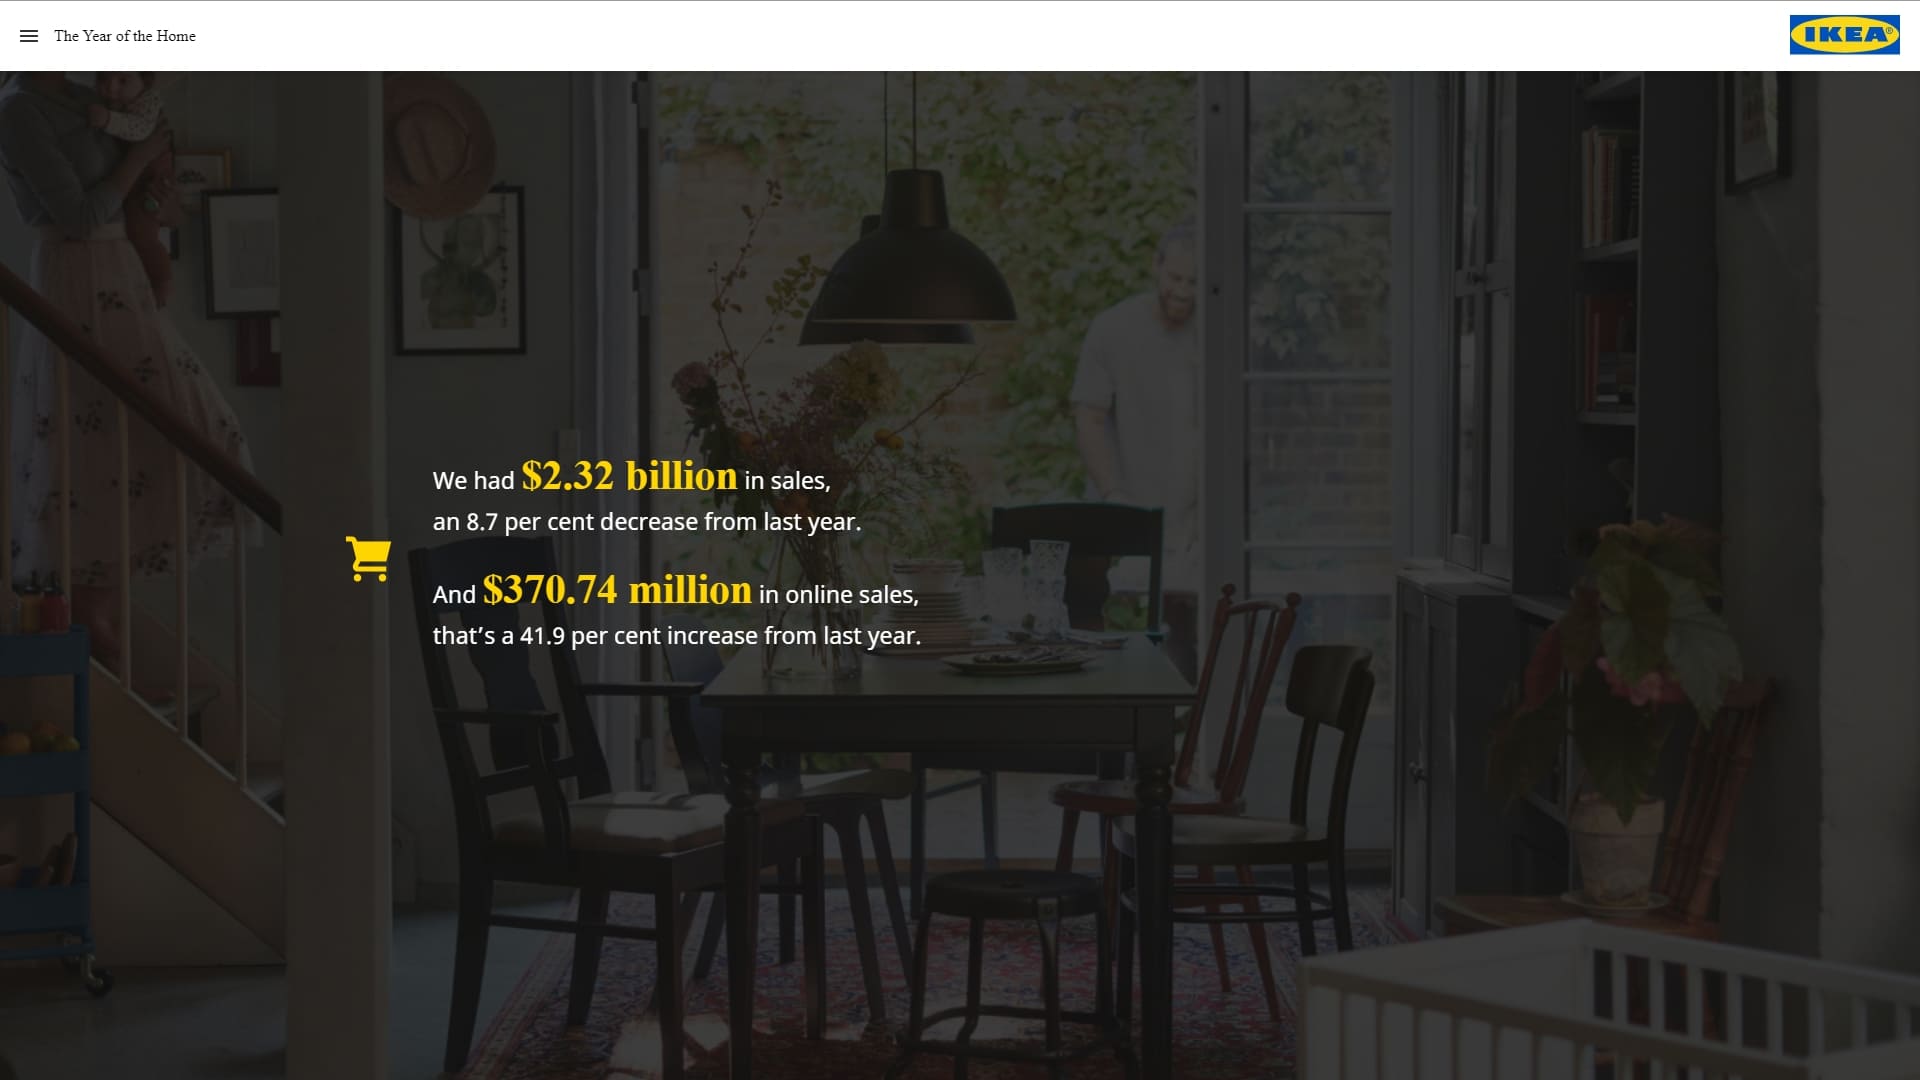 The Year of the Home
IKEA®
We had $2.32 billion in sales,
an 8.7 per cent decrease from last year.
And $370.74 million in online sales,
that’s a 41.9 per cent increase from last year.